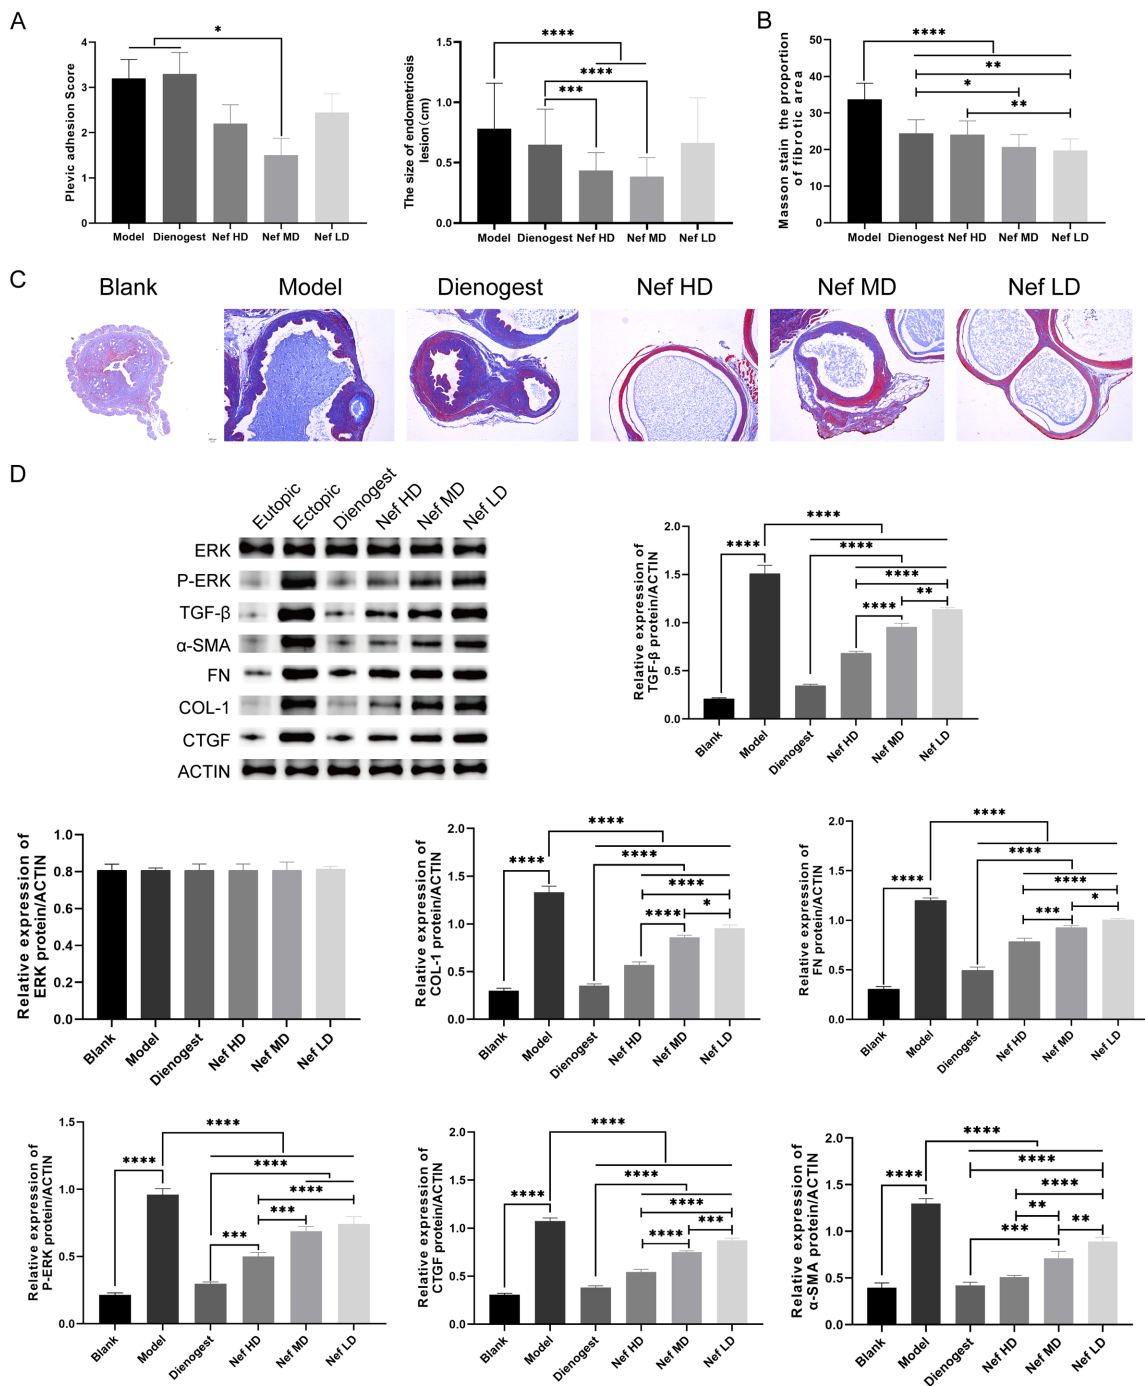 A
Plevic adhesion Score
4
3
2
1
0
*
Model Dienogest Nef HD Nef MD Nef LD
The size of endometriosis
lesion(cm)
1.5
1.0
0.5
0.0
****
****
***
Model Dienogest Nef HD Nef MD Nef LD
B
Masson stain the proportion
of fibrotic area
50
40
30
20
10
0
****
**
*
**
Model Dienogest Nef HD Nef MD Nef LD
C
Blank Model Dienogest Nef HD Nef MD Nef LD
D
Eutopic Ectopic Dienogest Nef HD Nef MD Nef LD
ERK
P-ERK
TGF-β
α-SMA
FN
COL-1
CTGF
ACTIN
Relative expression of
TGF-β protein/ACTIN
2.0
1.5
1.0
0.5
0.0
****
****
****
****
**
****
Blank Model Dienogest Nef HD Nef MD Nef LD
Relative expression of
ERK protein/ACTIN
1.0
0.8
0.6
0.4
0.2
0.0
Blank Model Dienogest Nef HD Nef MD Nef LD
Relative expression of
COL-1 protein/ACTIN
2.0
1.5
1.0
0.5
0.0
****
****
****
****
*
****
Blank Model Dienogest Nef HD Nef MD Nef LD
Relative expression of
FN protein/ACTIN
2.0
1.5
1.0
0.5
0.0
****
****
****
****
*
***
Blank Model Dienogest Nef HD Nef MD Nef LD
Relative expression of
P-ERK protein/ACTIN
1.5
1.0
0.5
0.0
****
****
****
****
***
***
Blank Model Dienogest Nef HD Nef MD Nef LD
Relative expression of
CTGF protein/ACTIN
2.0
1.5
1.0
0.5
0.0
****
****
****
****
***
****
Blank Model Dienogest Nef HD Nef MD Nef LD
Relative expression of
α-SMA protein/ACTIN
2.0
1.5
1.0
0.5
0.0
****
****
****
****
**
**
***
Blank Model Dienogest Nef HD Nef MD Nef LD